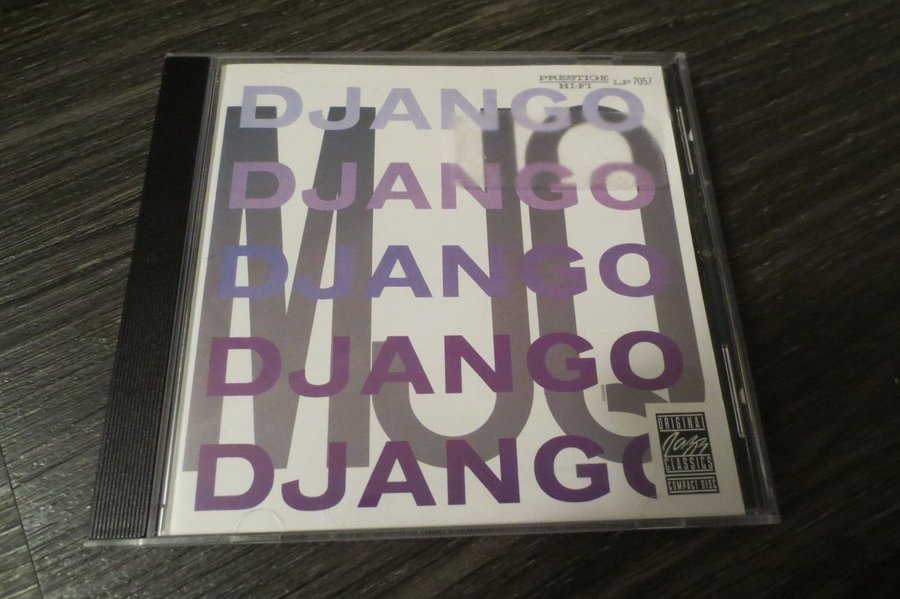 PRESTIGE
HI-FI
LP 7057
DJANGO
DJANGO
DJANGO
DJANGO
DJANGO
MJQ
ORIGINAL
Jazz
CLASSICS
COMPACT DISC